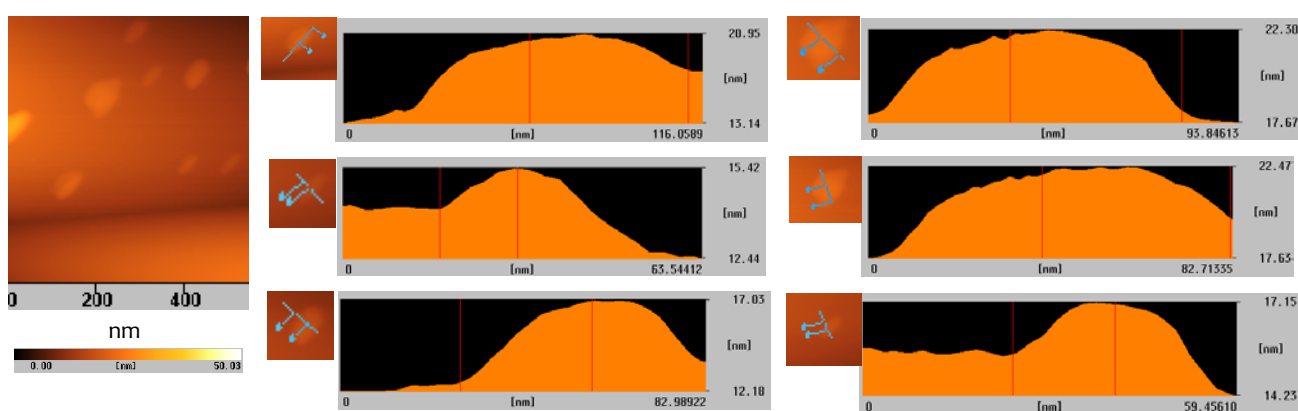 0 200 400
nm
0.00 [nm] 50.03
20.95
[nm]
13.14
0 [nm] 116.0589
15.42
[nm]
12.44
0 [nm] 63.54412
17.03
[nm]
12.18
0 [nm] 82.98922
22.30
[nm]
17.67
0 [nm] 93.84613
22.47
[nm]
17.63
0 [nm] 82.71335
17.15
[nm]
14.23
0 [nm] 59.45610